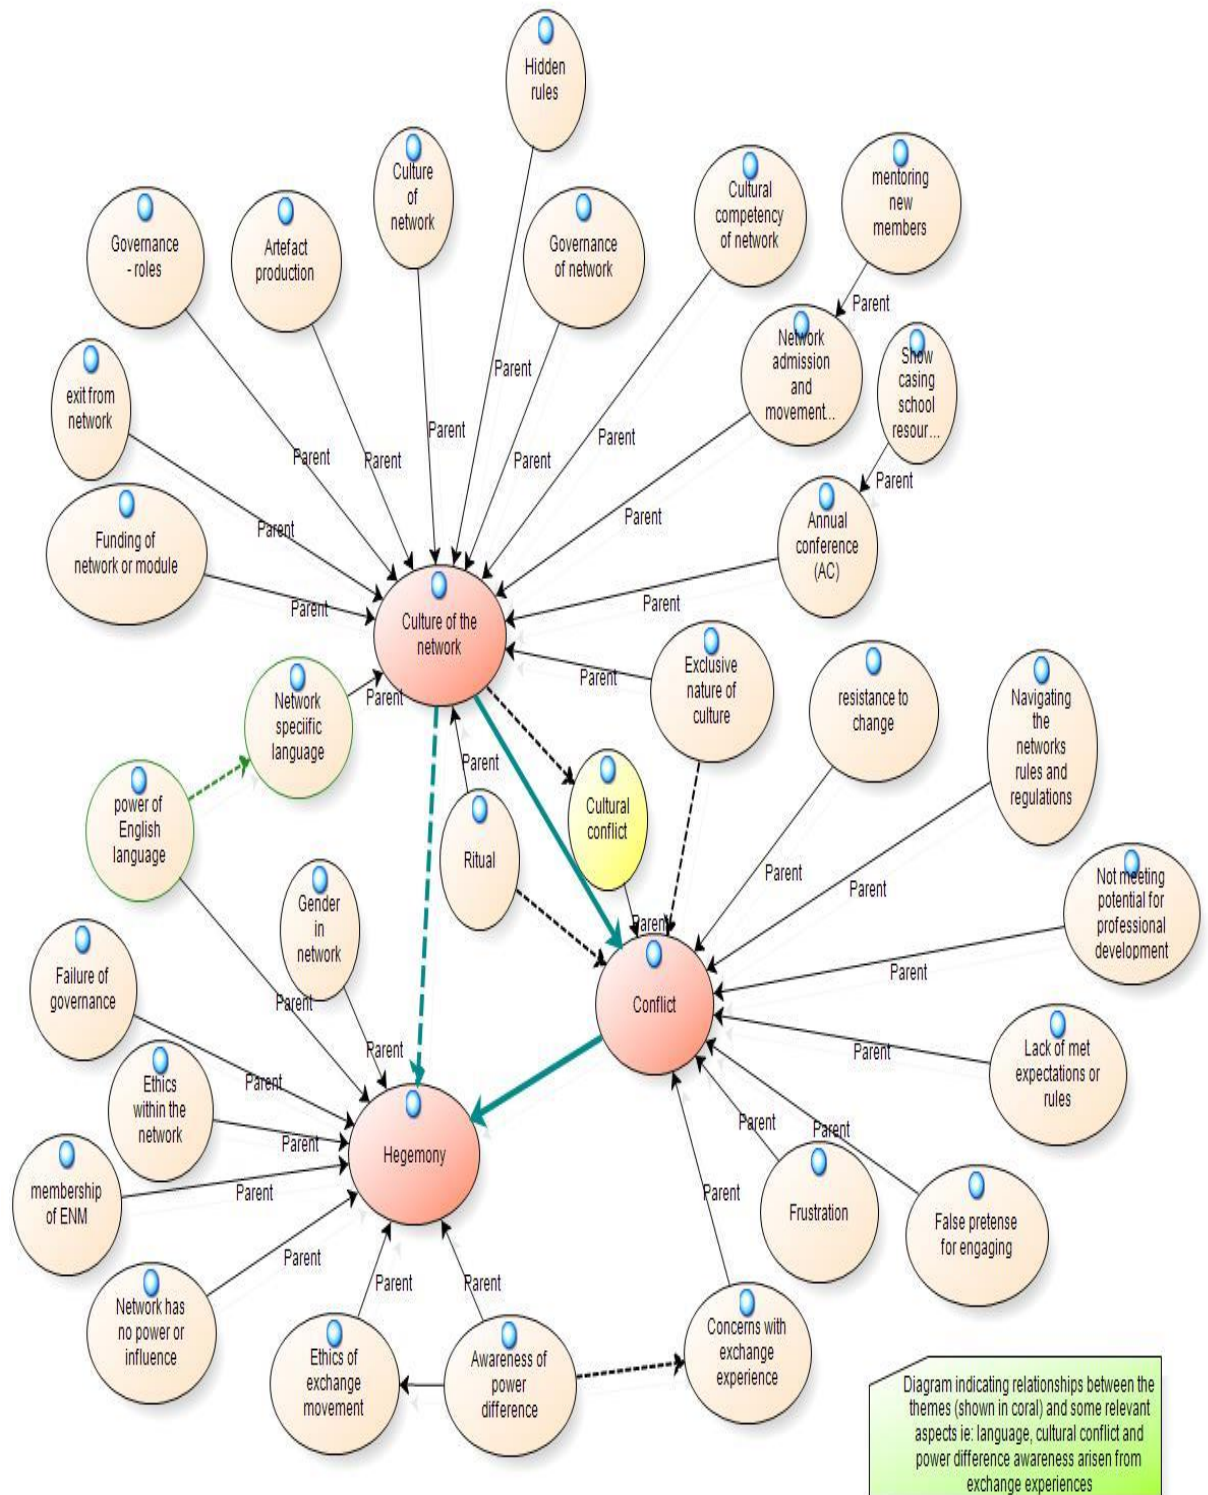 Hidden
rules
Culture
of
network
Governance
- roles
Artefact
production
Governance
of network
Cultural
competency
of network
mentoring
new
members
Parent
Network
admission
and
movement...
Show
casing
school
resour...
Parent
exit from
network
Parent
Parent
Parent
Parent
Parent
Parent
Parent
Annual
conference
(AC)
Funding of
network or module
Parent
Parent
Parent
Parent
Culture of the
network
Exclusive
nature of
culture
Parent
resistance to
change
Navigating
the
networks
rules and
regulations
Network
speciific
language
Parent
Parent
power of
English
language
Ritual
Cultural
conflict
Parent
Parent
Parent
Not meeting
potential for
professional
development
Parent
Gender
in
network
Failure of
governance
Parent
Conflict
Parent
Lack of met
expectations or
rules
Parent
Parent
Ethics
within the
network
Parent
Hegemony
Parent
Parent
membership
of ENM
Parent
Parent
Frustration
False pretense
for engaging
Parent
Network has
no power or
influence
Parent
Parent
Ethics of
exchange
movement
Awareness of
power
difference
Concerns with
exchange
experience
Diagram indicating relationships between the
themes (shown in coral) and some relevant
aspects ie: language, cultural conflict and
power difference awareness arisen from
exchange experiences